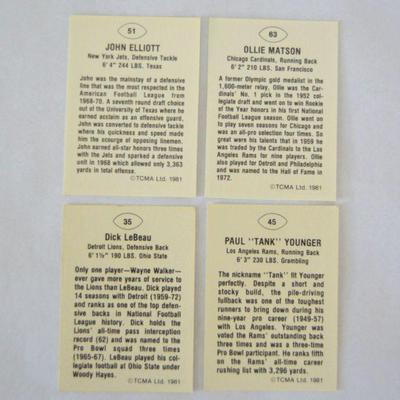 51
JOHN ELLIOTT
New York Jets, Defensive Tackle
6' 4" 244 LBS. Texas
John was the mainstay of a defensive
line that was the most respected in the
American Football League from
1968-70. A seventh round draft choice
out of the University of Texas where he
earned acclaim as an offensive guard,
John was converted to defensive tackle
where his quickness and speed made
him the scourge of opposing linemen.
John earned all-star honors three times
with the Jets and sparked a defensive
unit in 1968 which allowed only 3,363
yards in total offense.
©TCMA Ltd. 1981
63
OLLIE MATSON
Chicago Cardinals, Running Back
6' 2" 210 LBS. San Francisco
A former Olympic gold medalist in the
1,600-meter relay, Ollie was the Car-
dinals' No. 1 pick in the 1952 col-
legiate draft and went on to win Rookie
of the Year honors in his first National
Football League season. Ollie went on
to play seven seasons for Chicago and
was an all-pro selection four times. So
great were his talents that in 1959 he
was traded by the Cardinals to the Los
Angeles Rams for nine players. Ollie
also played for Detroit and Philadelphia
and was named to the Hall of Fame in
1972.
©TCMA Ltd. 1981
35
Dick LeBeau
Detroit Lions, Defensive Back
6' 1½" 190 LBS. Ohio State
Only one player—Wayne Walker—
ever gave more years of service to the
Lions than LeBeau. Dick played
14 seasons with Detroit (1959-72)
and ranks as one of the top defen-
sive backs in National Football
League history. Dick holds the
Lions' all-time pass interception
record (62) and was named to the
Pro Bowl squad three times
(1965-67). LeBeau played his col-
legiate football at Ohio State under
Woody Hayes.
©TCMA Ltd. 1981
45
PAUL "TANK" YOUNGER
Los Angeles Rams, Running Back
6' 3" 230 LBS. Grambling
The nickname "Tank" fit Younger
perfectly. Despite a short and
stocky build, the pile-driving
fullback was one of the toughest
runners to bring down during his
nine-year pro career (1949-57)
with Los Angeles. Younger was
voted the Rams' outstanding back
three times and was a three-time
Pro Bowl participant. He ranks fifth
on the Rams' all-time career
rushing list with 3,296 yards.
©TCMA Ltd. 1981